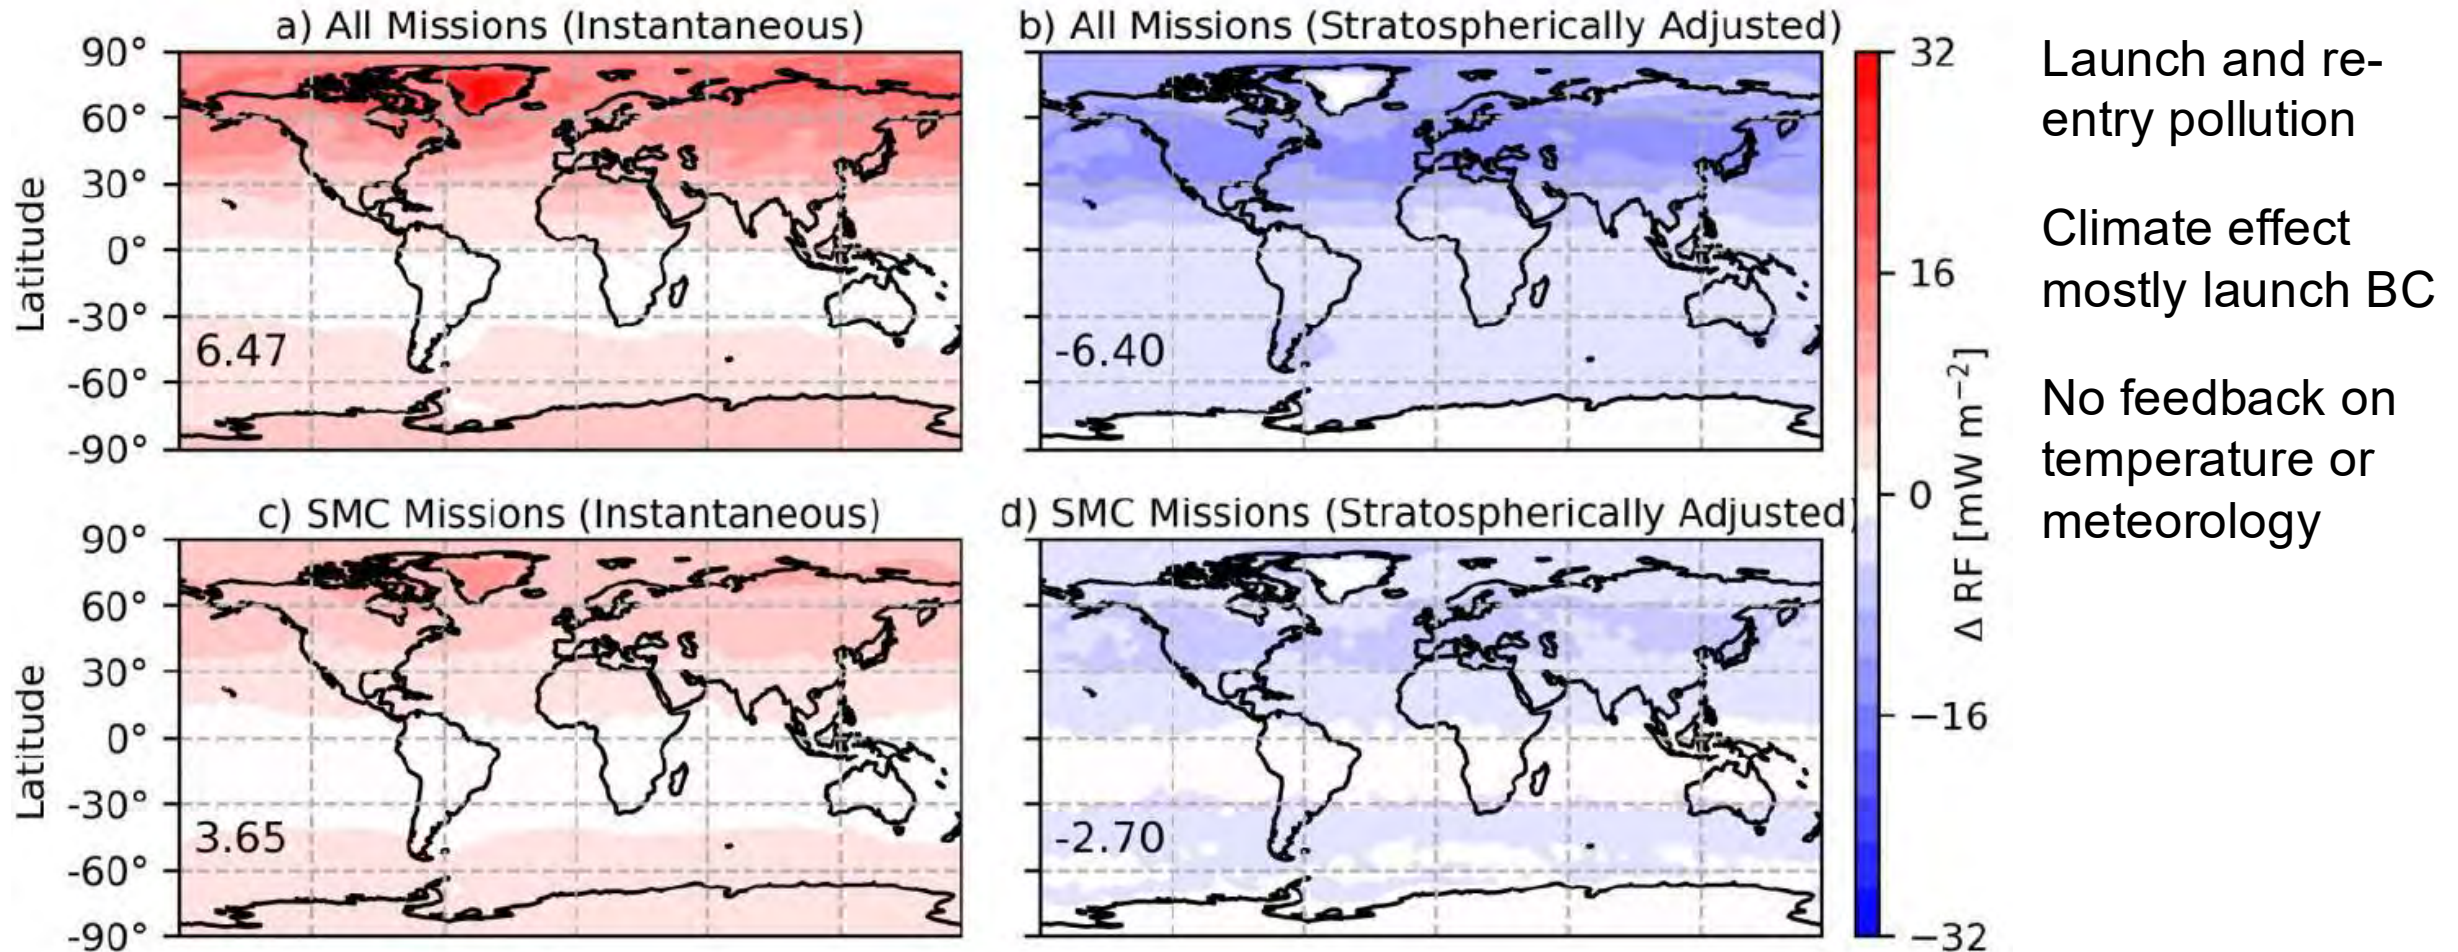 a) All Missions (Instantaneous)
b) All Missions (Stratospherically Adjusted)
90°
60°
30°
0°
-30°
-60°
-90°
Latitude
6.47
-6.40
c) SMC Missions (Instantaneous)
d) SMC Missions (Stratospherically Adjusted)
90°
60°
30°
0°
-30°
-60°
-90°
Latitude
3.65
-2.70
32
16
0
−16
−32
Δ RF [mW m⁻²]
Launch and re-
entry pollution
Climate effect
mostly launch BC
No feedback on
temperature or
meteorology